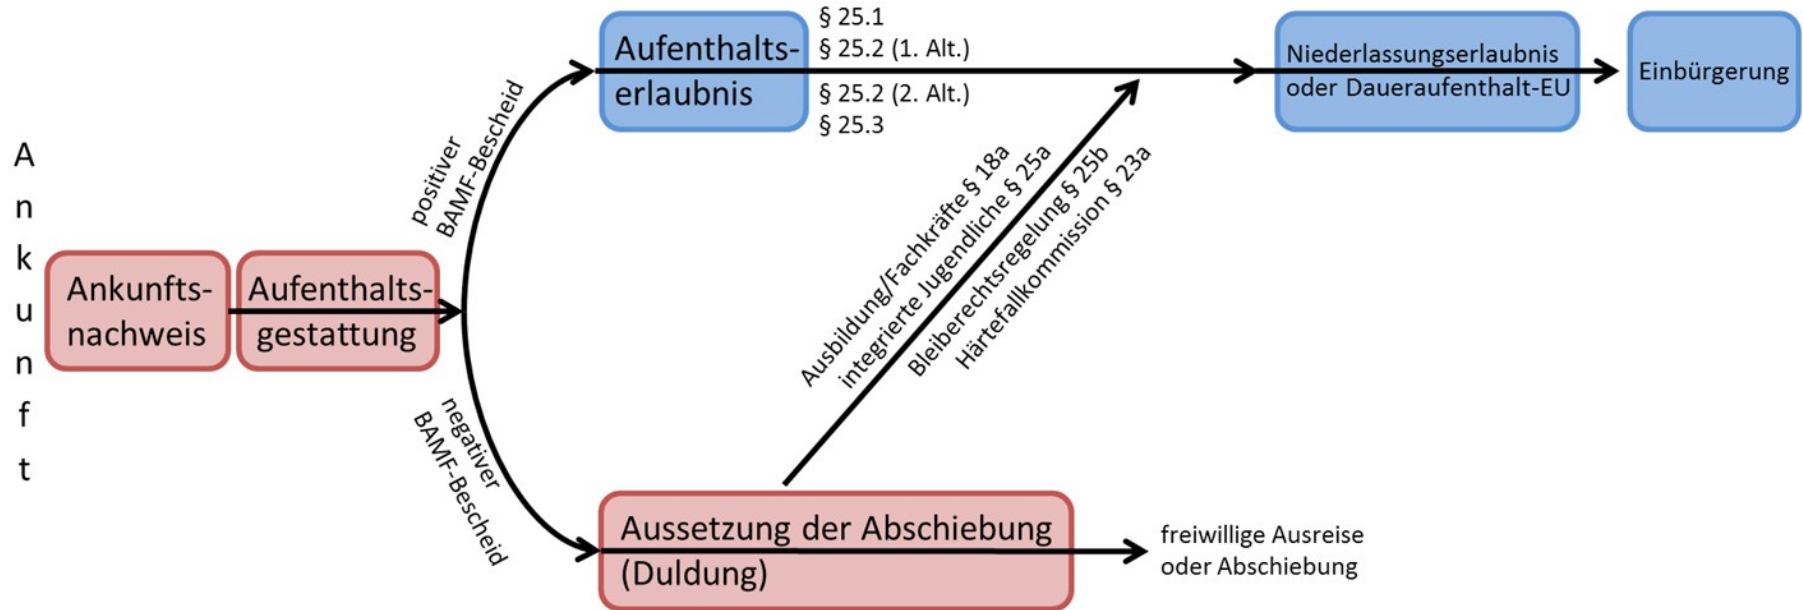 Ankunft
Ankunfts-
nachweis
Aufenthalts-
gestattung
positiver
BAMF-Bescheid
negativer
BAMF-Bescheid
Aufenthalts-
erlaubnis
§ 25.1
§ 25.2 (1. Alt.)
§ 25.2 (2. Alt.)
§ 25.3
Niederlassungserlaubnis
oder Daueraufenthalt-EU
Einbürgerung
Ausbildung/Fachkräfte § 18a
integrierte Jugendliche § 25a
Bleiberechtsregelung § 25b
Härtefallkommission § 23a
Aussetzung der Abschiebung
(Duldung)
freiwillige Ausreise
oder Abschiebung